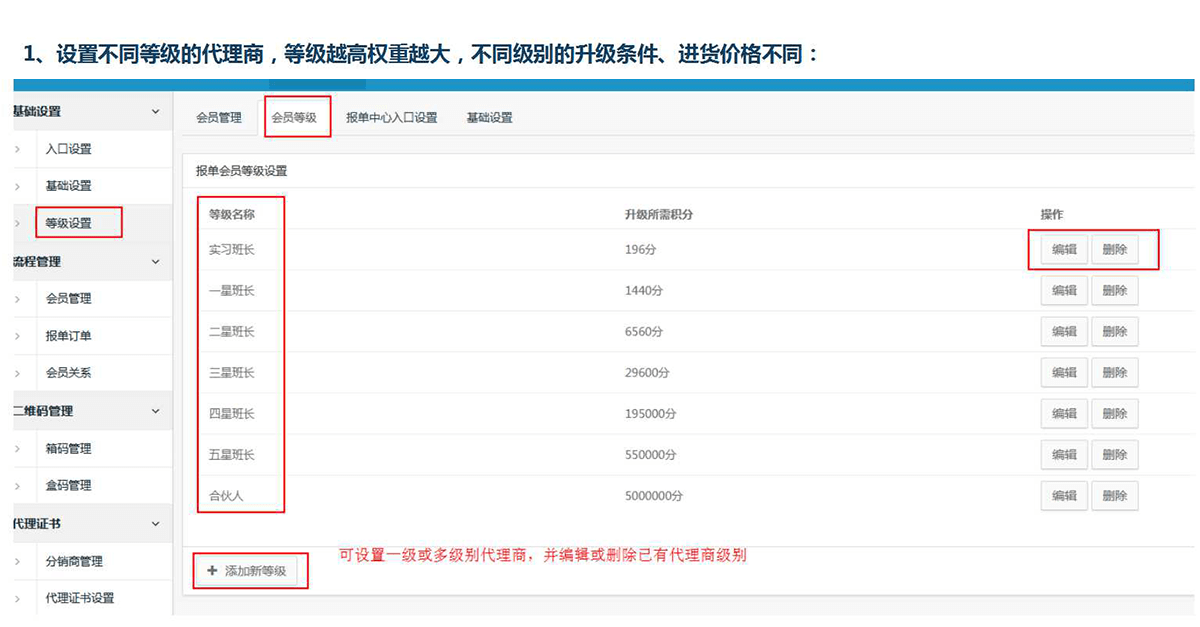 1、设置不同等级的代理商，等级越高权重越大，不同级别的升级条件、进货价格不同：
基础设置
入口设置
基础设置
等级设置
流程管理
会员管理
报单订单
会员关系
二维码管理
箱码管理
盒码管理
代理证书
分销商管理
代理证书设置
会员管理 会员等级 报单中心入口设置 基础设置
报单会员等级设置
等级名称 升级所需积分 操作
实习班长 196分 编辑 删除
一星班长 1440分 编辑 删除
二星班长 6560分 编辑 删除
三星班长 29600分 编辑 删除
四星班长 195000分 编辑 删除
五星班长 550000分 编辑 删除
合伙人 5000000分 编辑 删除
可设置一级或多级别代理商，并编辑或删除已有代理商级别
+ 添加新等级